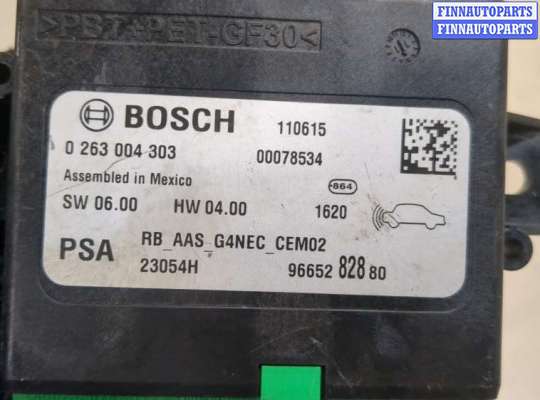 FINNAUTOPARTS
FINNAUTOPARTS
>PBT+PET-GF30<
BOSCH 110615
0 263 004 303 00078534
Assembled in Mexico 864
SW 06.00 HW 04.00 1620
PSA RB_AAS_G4NEC_CEM02
23054H 96652 828 80